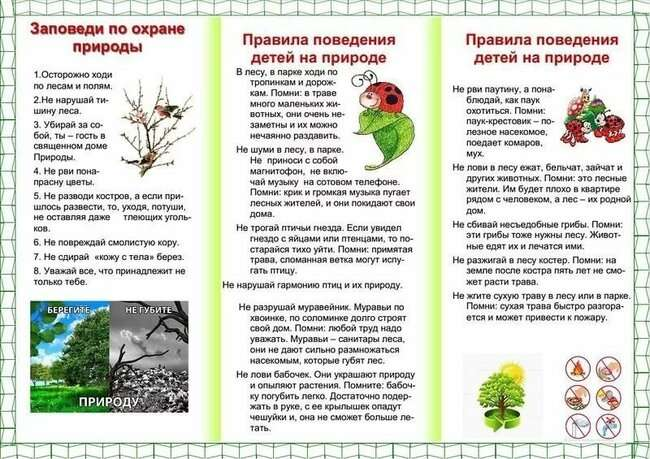 Заповеди по охране
природы
1.Осторожно ходи
по лесам и полям.
2.Не нарушай ти-
шину леса.
3. Убирай за со-
бой, ты – гость в
священном доме
Природы.
4. Не рви пона-
прасну цветы.
5. Не разводи костров, а если при-
шлось развести, то, уходя, потуши,
не оставляя даже тлеющих уголь-
ков.
6. Не повреждай смолистую кору.
7. Не сдирай «кожу с тела» берез.
8. Уважай все, что принадлежит не
только тебе.
БЕРЕГИТЕ НЕ ГУБИТЕ
ПРИРОДУ
Правила поведения
детей на природе
В лесу, в парке ходи по
тропинкам и дорож-
кам. Помни: в траве
много маленьких жи-
вотных, они очень не-
заметны и их можно
нечаянно раздавить.
Не шуми в лесу, в парке.
Не приноси с собой
магнитофон, не вклю-
чай музыку на сотовом телефоне.
Помни: крик и громкая музыка пугает
лесных жителей, и они покидают свои
дома.
Не трогай птичьи гнезда. Если увидел
гнездо с яйцами или птенцами, то по-
старайся тихо уйти. Помни: примятая
трава, сломанная ветка могут испу-
гать птицу.
Не нарушай гармонию птиц и их природу.
Не разрушай муравейник. Муравьи по
хвоинке, по соломинке долго строят
свой дом. Помни: любой труд надо
уважать. Муравьи – санитары леса,
они не дают сильно размножаться
насекомым, которые губят лес.
Не лови бабочек. Они украшают природу
и опыляют растения. Помните: бабоч-
ку погубить легко. Достаточно подер-
жать в руке, с ее крылышек опадут
чешуйки и, она не сможет больше ле-
тать.
Правила поведения
детей на природе
Не рви паутину, а пона-
блюдай, как паук
охотиться. Помни:
паук-крестовик – по-
лезное насекомое,
поедает комаров,
мух.
Не лови в лесу ежат, бельчат, зайчат и
других животных. Помни: это лесные
жители. Им будет плохо в квартире
рядом с человеком, а лес – их родной
дом.
Не сбивай несъедобные грибы. Помни:
эти грибы тоже нужны лесу. Живот-
ные едят их и лечатся ими.
Не разжигай в лесу костер. Помни: на
земле после костра пять лет не смо-
жет расти трава.
Не жгите сухую траву в лесу или в парке.
Помни: сухая трава быстро разгора-
ется и может привести к пожару.